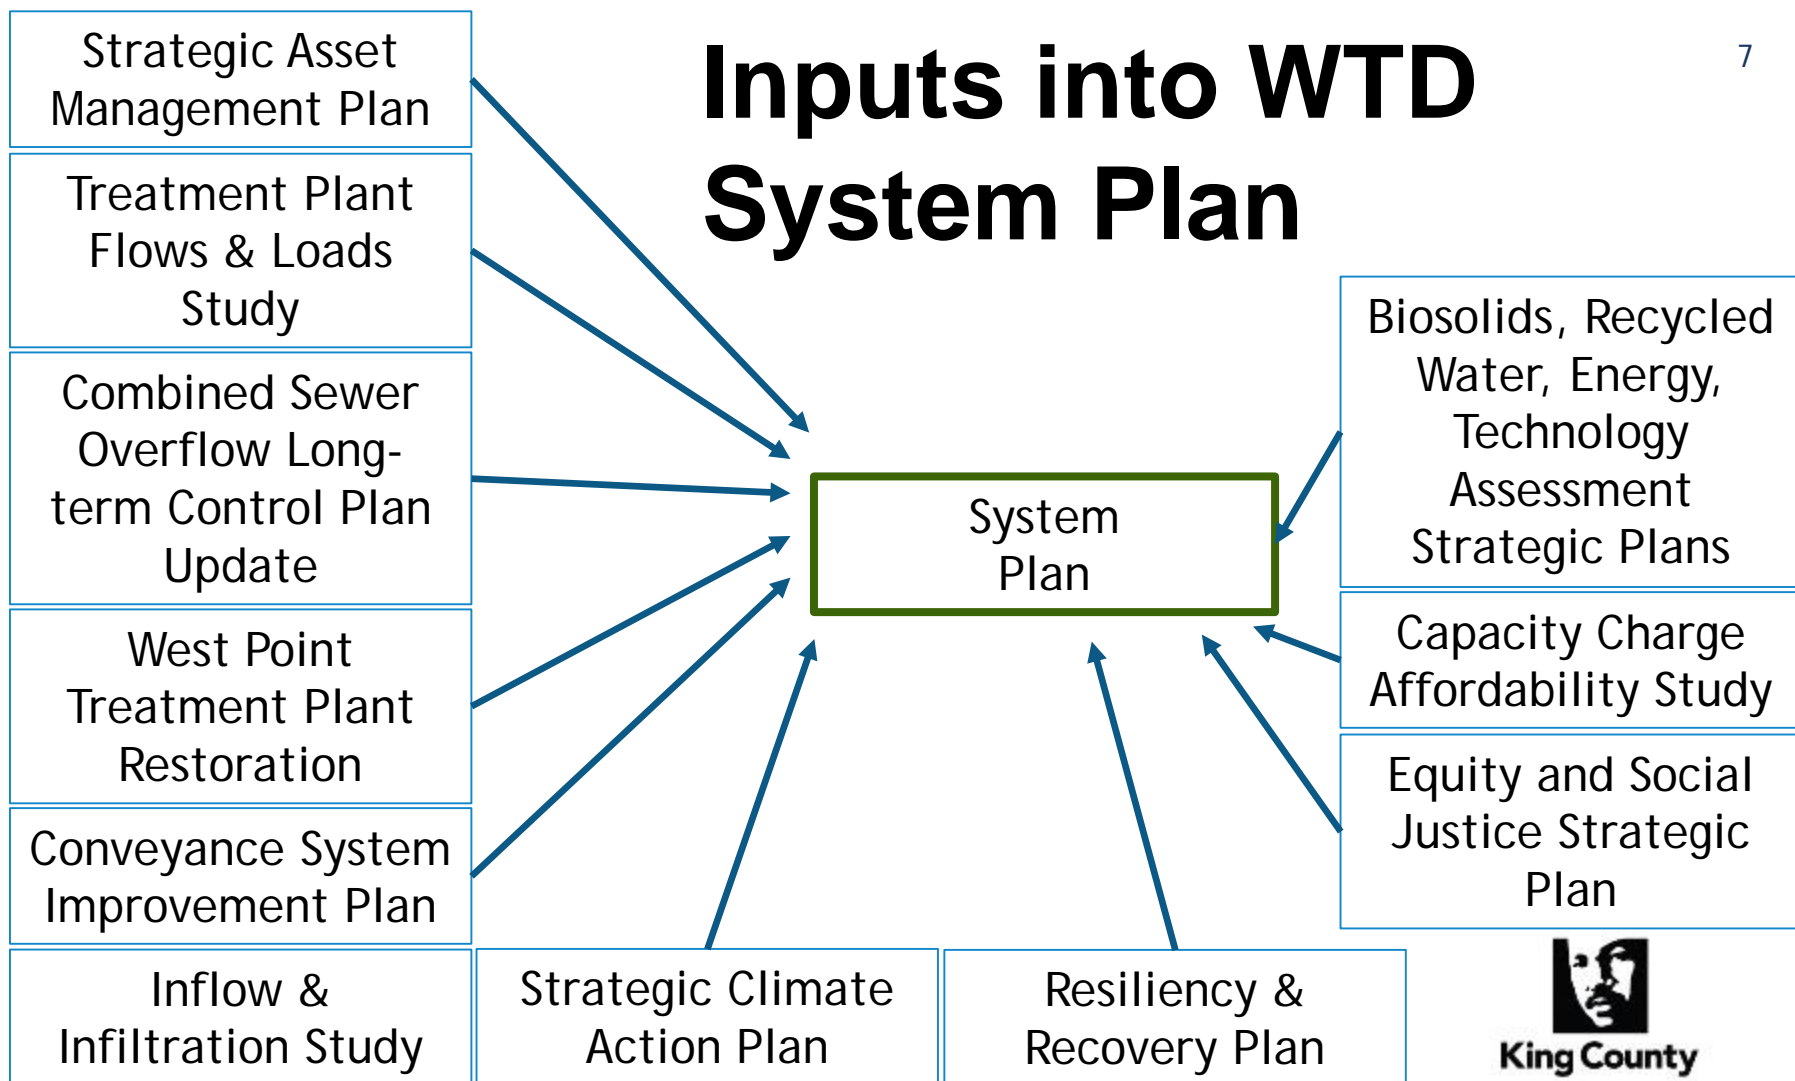 Inputs into WTD
System Plan
7
Strategic Asset
Management Plan
Treatment Plant
Flows & Loads
Study
Combined Sewer
Overflow Long-
term Control Plan
Update
West Point
Treatment Plant
Restoration
Conveyance System
Improvement Plan
Inflow &
Infiltration Study
Strategic Climate
Action Plan
Resiliency &
Recovery Plan
System
Plan
Biosolids, Recycled
Water, Energy,
Technology
Assessment
Strategic Plans
Capacity Charge
Affordability Study
Equity and Social
Justice Strategic
Plan
King County